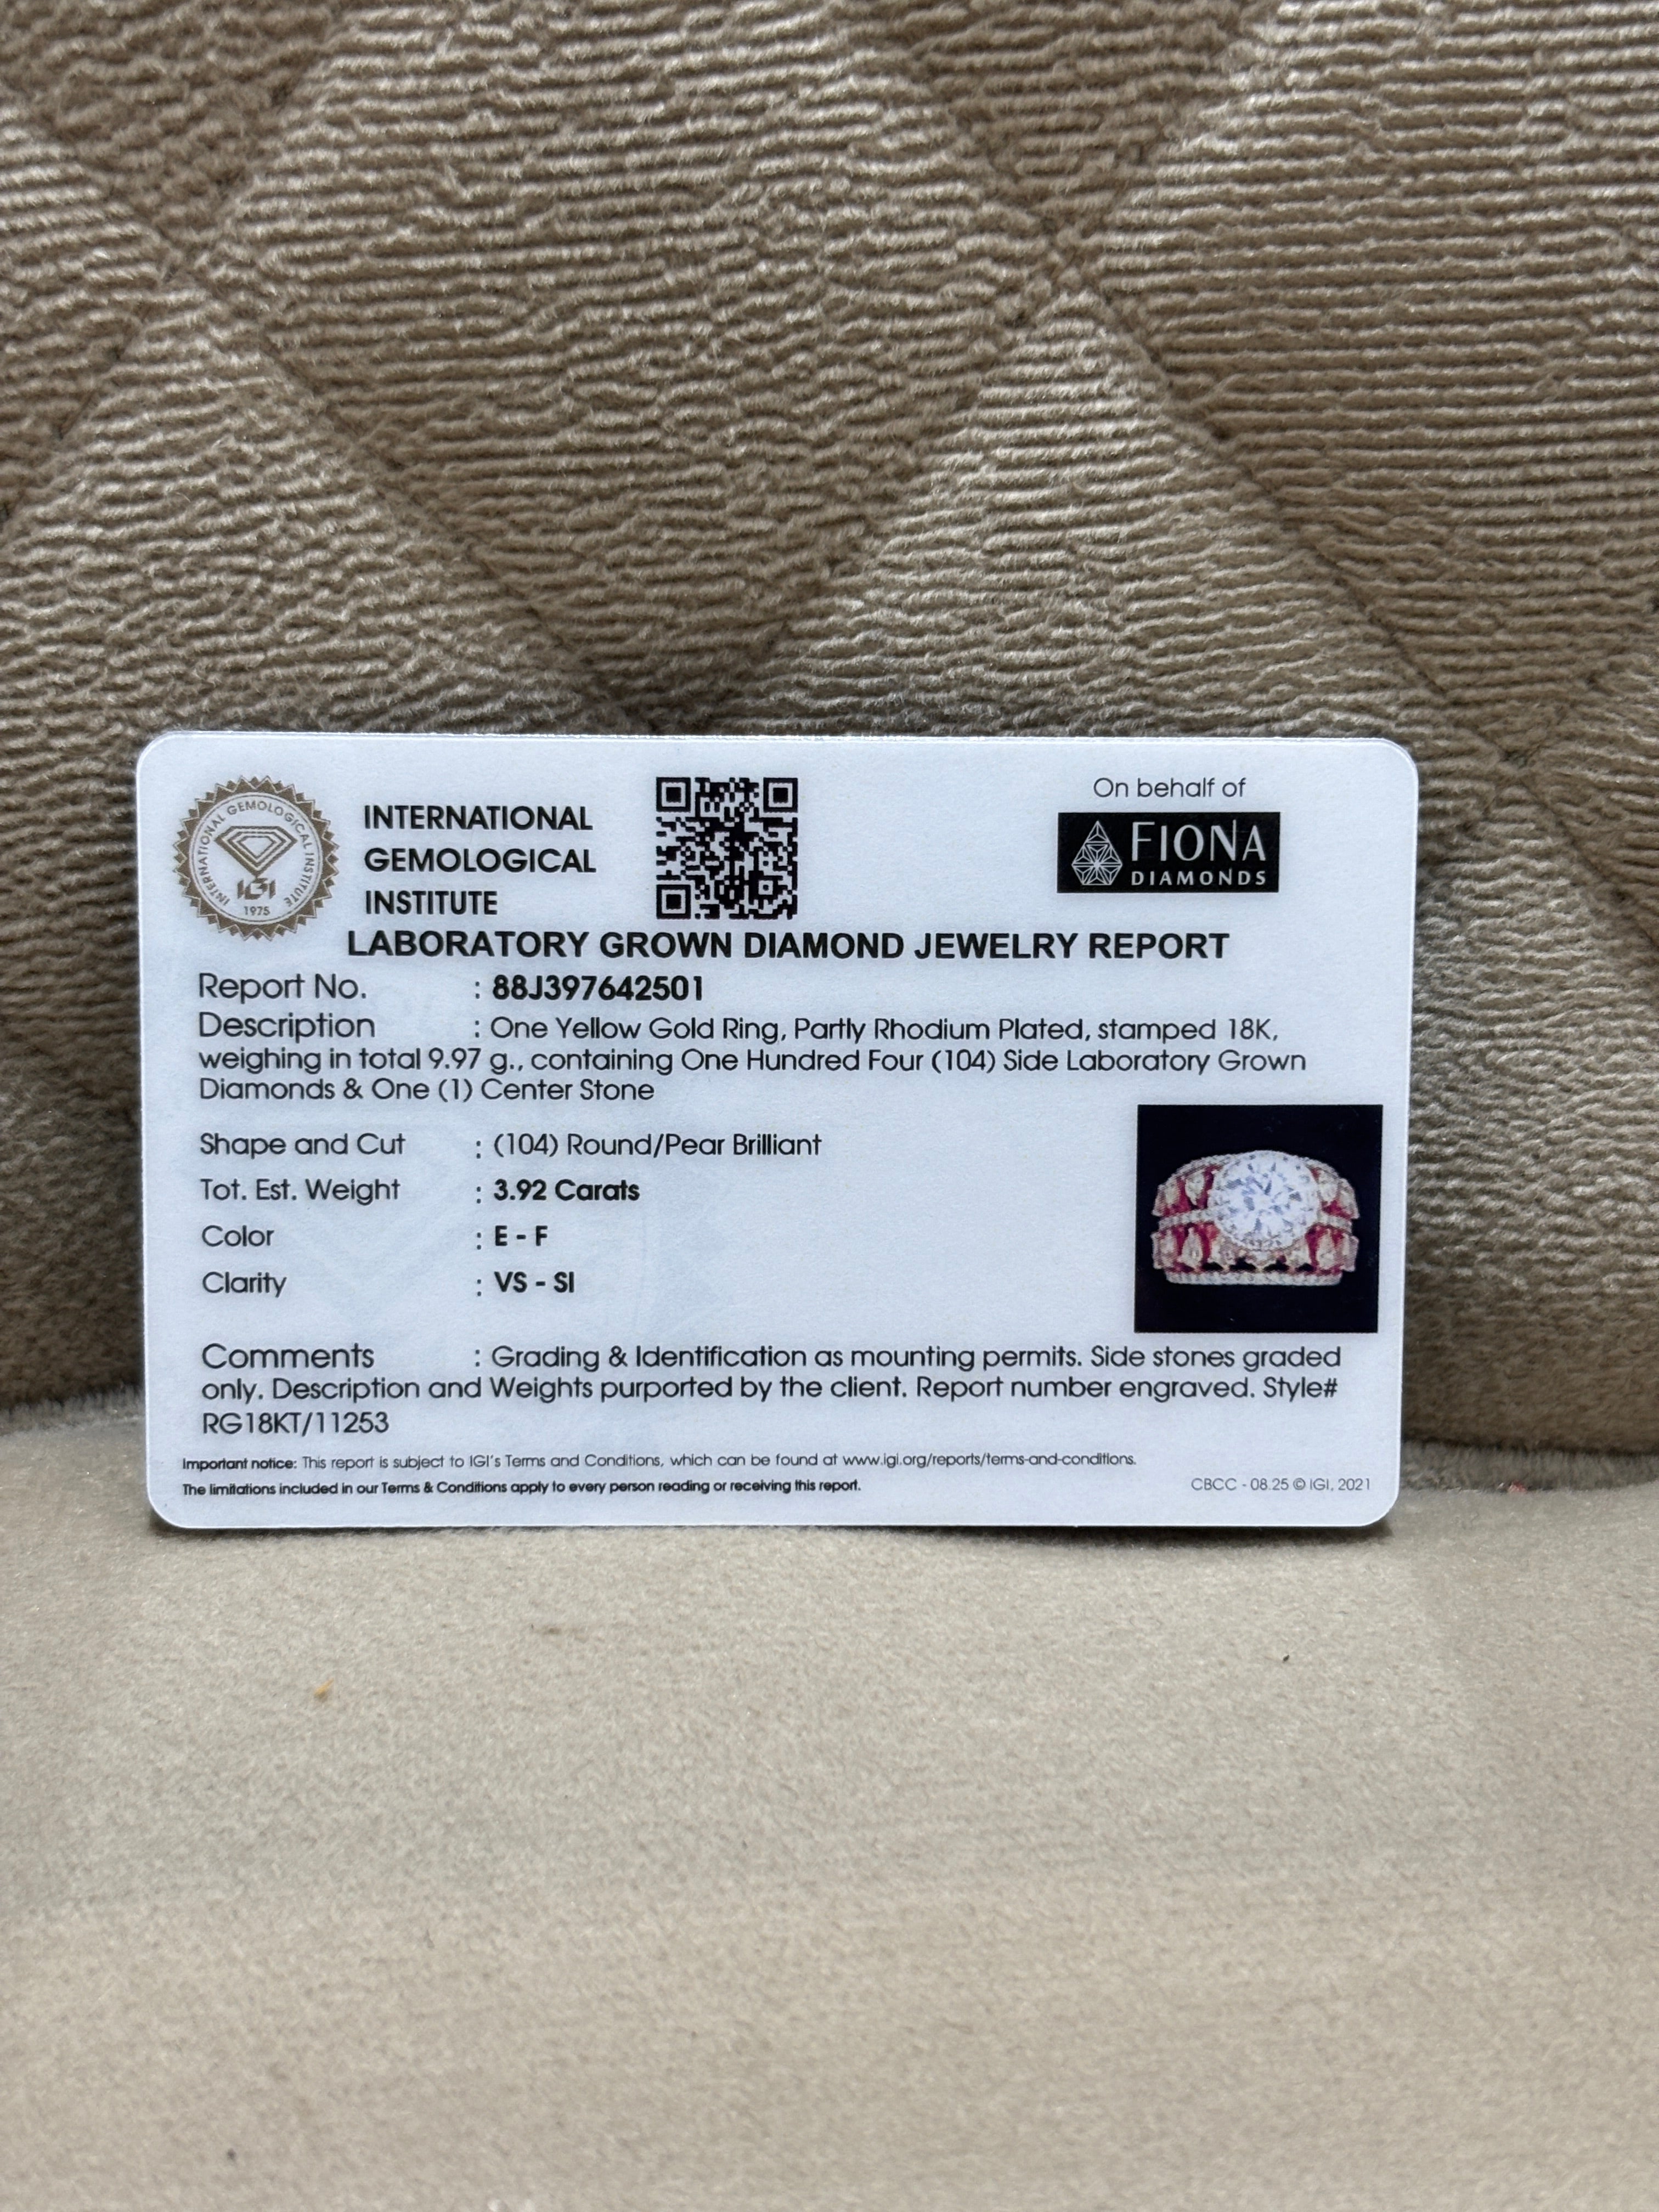 INTERNATIONAL GEMOLOGICAL INSTITUTE
IGI
1975
INTERNATIONAL
GEMOLOGICAL
INSTITUTE
On behalf of
FIONA
DIAMONDS
LABORATORY GROWN DIAMOND JEWELRY REPORT
Report No. : 88J397642501
Description : One Yellow Gold Ring, Partly Rhodium Plated, stamped 18K,
weighing in total 9.97 g., containing One Hundred Four (104) Side Laboratory Grown
Diamonds & One (1) Center Stone
Shape and Cut : (104) Round/Pear Brilliant
Tot. Est. Weight : 3.92 Carats
Color : E - F
Clarity : VS - SI
Comments : Grading & Identification as mounting permits. Side stones graded
only. Description and Weights purported by the client. Report number engraved. Style#
RG18KT/11253
Important notice: This report is subject to IGI's Terms and Conditions, which can be found at www.igi.org/reports/terms-and-conditions.
The limitations included in our Terms & Conditions apply to every person reading or receiving this report.
CBCC - 08.25 © IGI, 2021